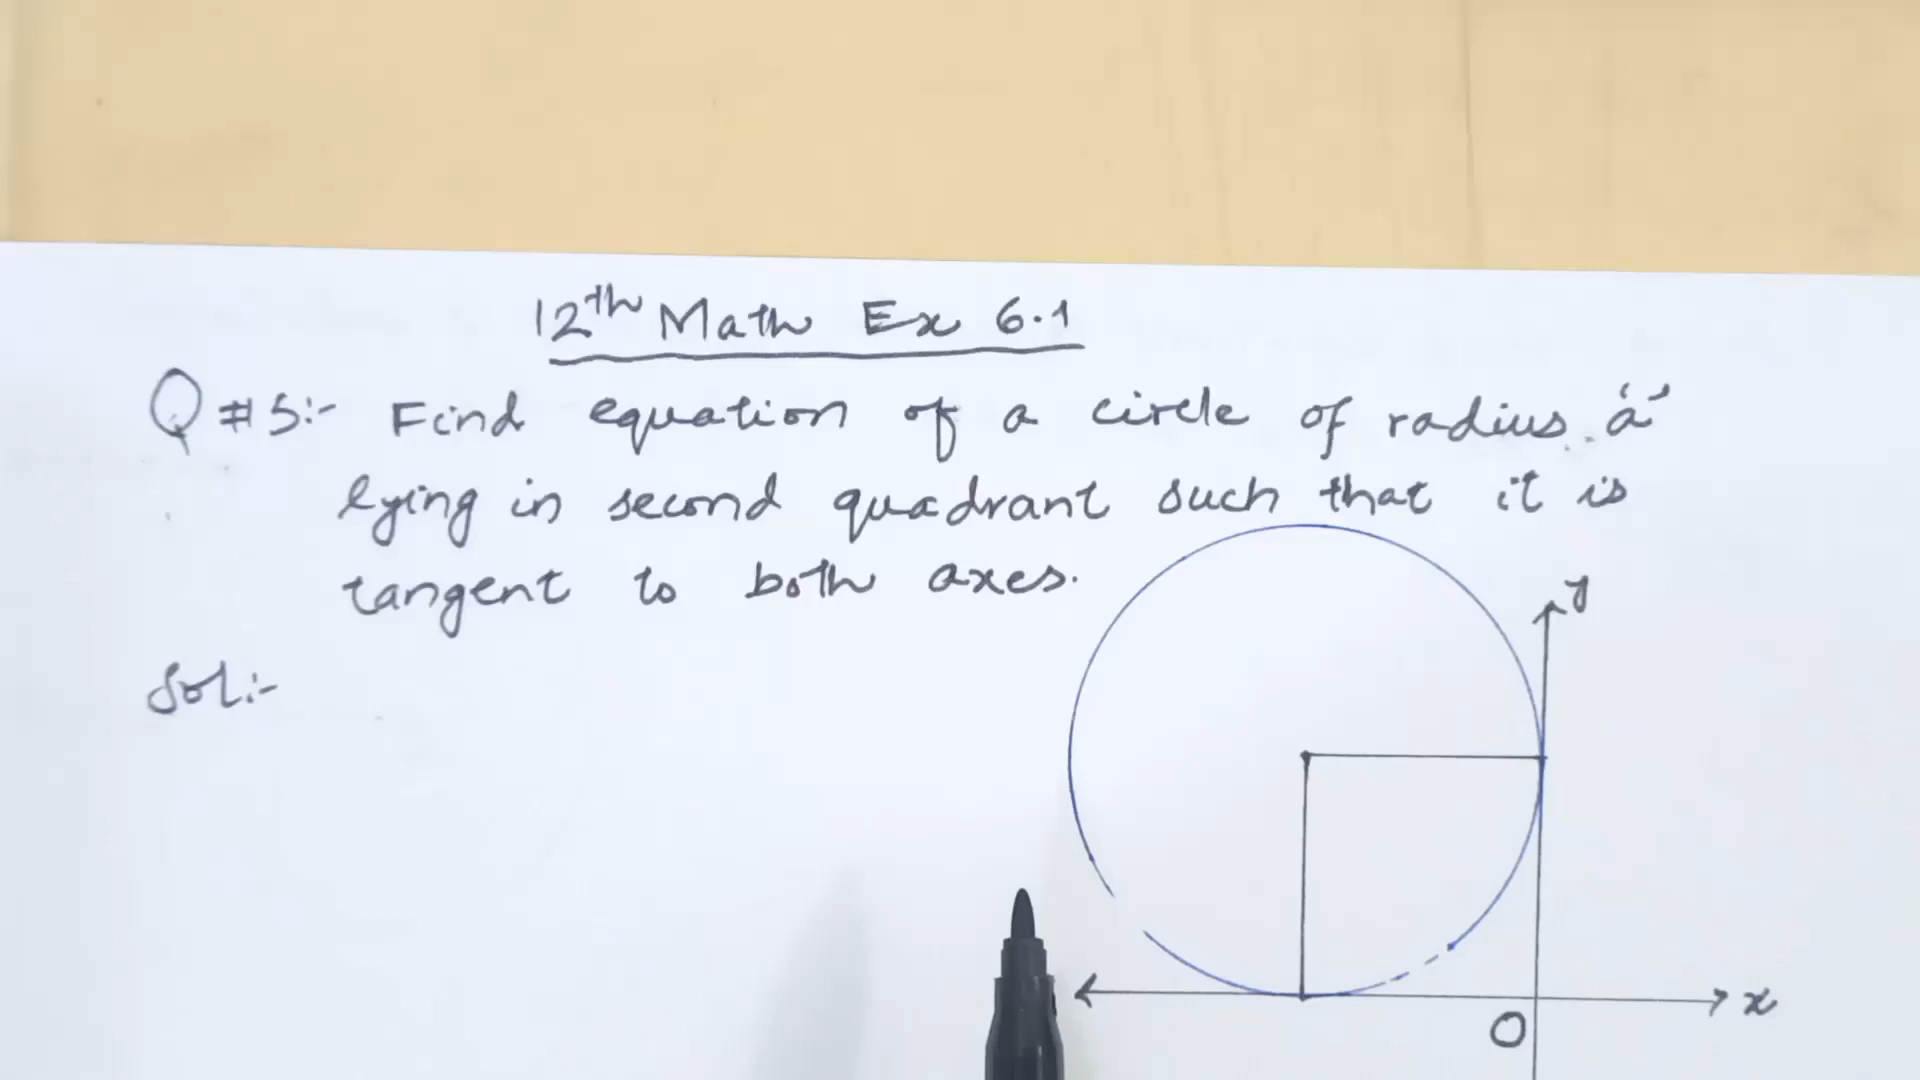 12th Math Ex 6.1
Q#5:- Find equation of a circle of radius 'a'
lying in second quadrant such that it is
tangent to both axes.
y
Sol:-
x
O